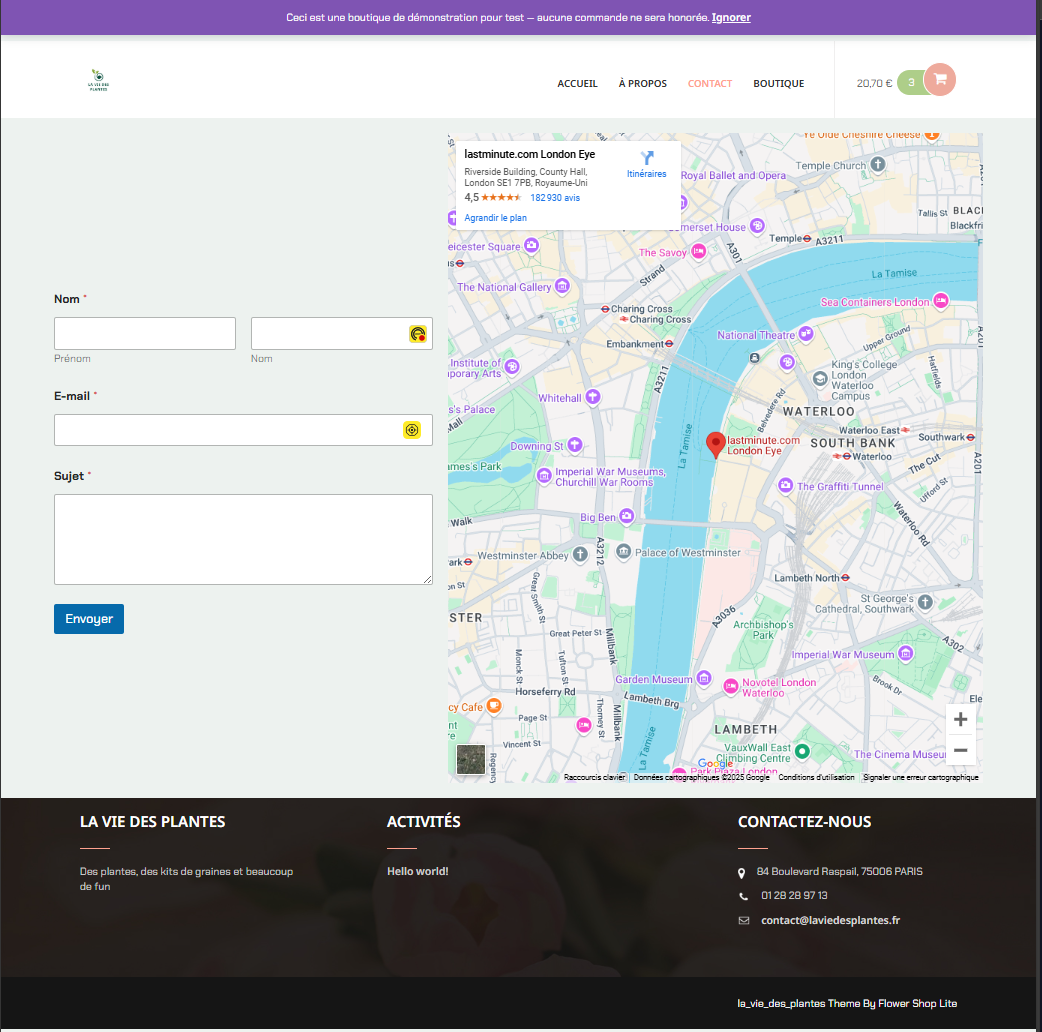 Ceci est une boutique de démonstration pour test — aucune commande ne sera honorée. Ignorer
LA VIE DES
PLANTES
ACCUEIL
À PROPOS
CONTACT
BOUTIQUE
20,70 €
3
Nom *
Prénom
Nom
E-mail *
Sujet *
Envoyer
lastminute.com London Eye
Riverside Building, County Hall,
London SE1 7PB, Royaume-Uni
4,5
182 930 avis
Agrandir le plan
Itinéraires
Ye Olde Cheshire Cheese
Temple Church
Royal Ballet and Opera
Tallis St
BLACK
Blackfri
Somerset House
Temple
A3211
A301
eicester Square
The Savoy
Strand
La Tamise
us
The National Gallery
Sea Containers London
Charing Cross
Charing Cross
National Theatre
Upper Ground
A201
Embankment
Institute of
porary Arts
A3211
King's College
London
Waterloo
Campus
Hatfields
Whitehall
Belvedere Rd
s's Palace
WATERLOO
Mall
Waterloo East
Southwark
La Tamise
lastminute.com
London Eye
SOUTH BANK
Downing St
Waterloo
The Cut
A201
mes's Park
Imperial War Museums,
Churchill War Rooms
The Graffiti Tunnel
Ufford St
Big Ben
Walk
Waterloo Rd
A3212
Westminster Abbey
Palace of Westminster
ark
Great Smith St
Lambeth North
on St
St George's
Cathedral, Southwark
A3036
STER
Great Peter St
Millbank
Archbishop's
Park
A302
Monck St
Tufton St
Imperial War Museum
Garden Museum
Novotel London
Waterloo
Brook Dr
Horseferry Rd
Lambeth Brg
Ele
cy Cafe
Page St
Thorney St
Millbank
nt
re
LAMBETH
Vincent St
La Tamise
VauxWall East
Climbing Centre
The Cinema Museum
Regency
Google
Park Plaza London
Raccourcis clavier
Données cartographiques ©2025 Google
Conditions d'utilisation
Signaler une erreur cartographique
LA VIE DES PLANTES
Des plantes, des kits de graines et beaucoup
de fun
ACTIVITÉS
Hello world!
CONTACTEZ-NOUS
84 Boulevard Raspail, 75006 PARIS
01 28 28 97 13
contact@laviedesplantes.fr
la_vie_des_plantes Theme By Flower Shop Lite